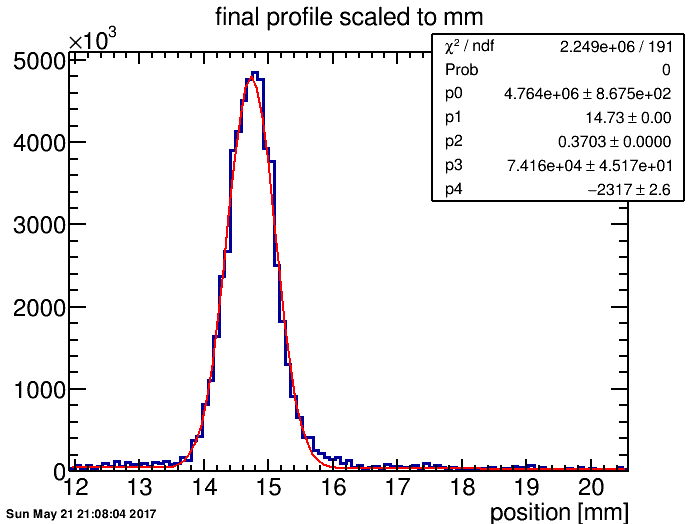 final profile scaled to mm
×10³
χ² / ndf 2.249e+06 / 191
Prob 0
p0 4.764e+06 ± 8.675e+02
p1 14.73 ± 0.00
p2 0.3703 ± 0.0000
p3 7.416e+04 ± 4.517e+01
p4 −2317 ± 2.6
5000
4000
3000
2000
1000
0
12 13 14 15 16 17 18 19 20
position [mm]
Sun May 21 21:08:04 2017